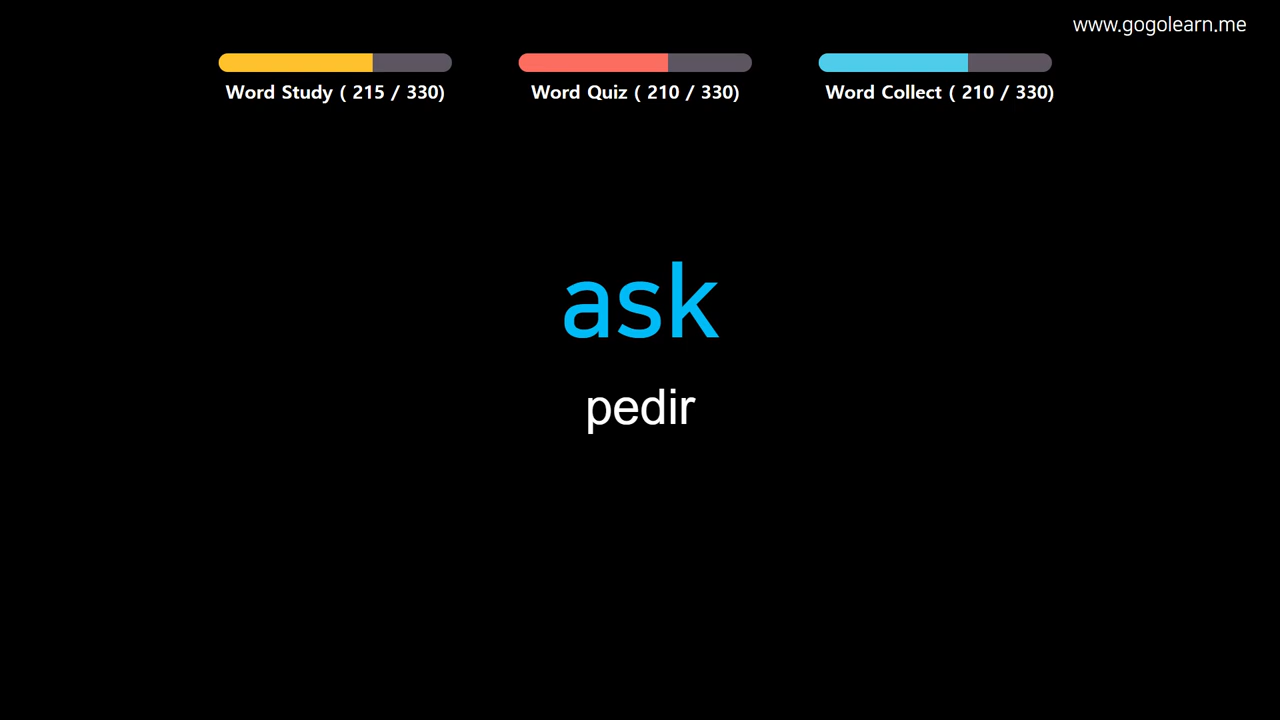 www.gogolearn.me
Word Study ( 215 / 330)
Word Quiz ( 210 / 330)
Word Collect ( 210 / 330)
ask
pedir